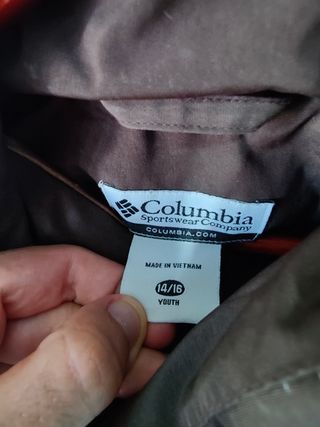 Columbia
Sportswear Company
COLUMBIA.COM
MADE IN VIETNAM
14/16
YOUTH